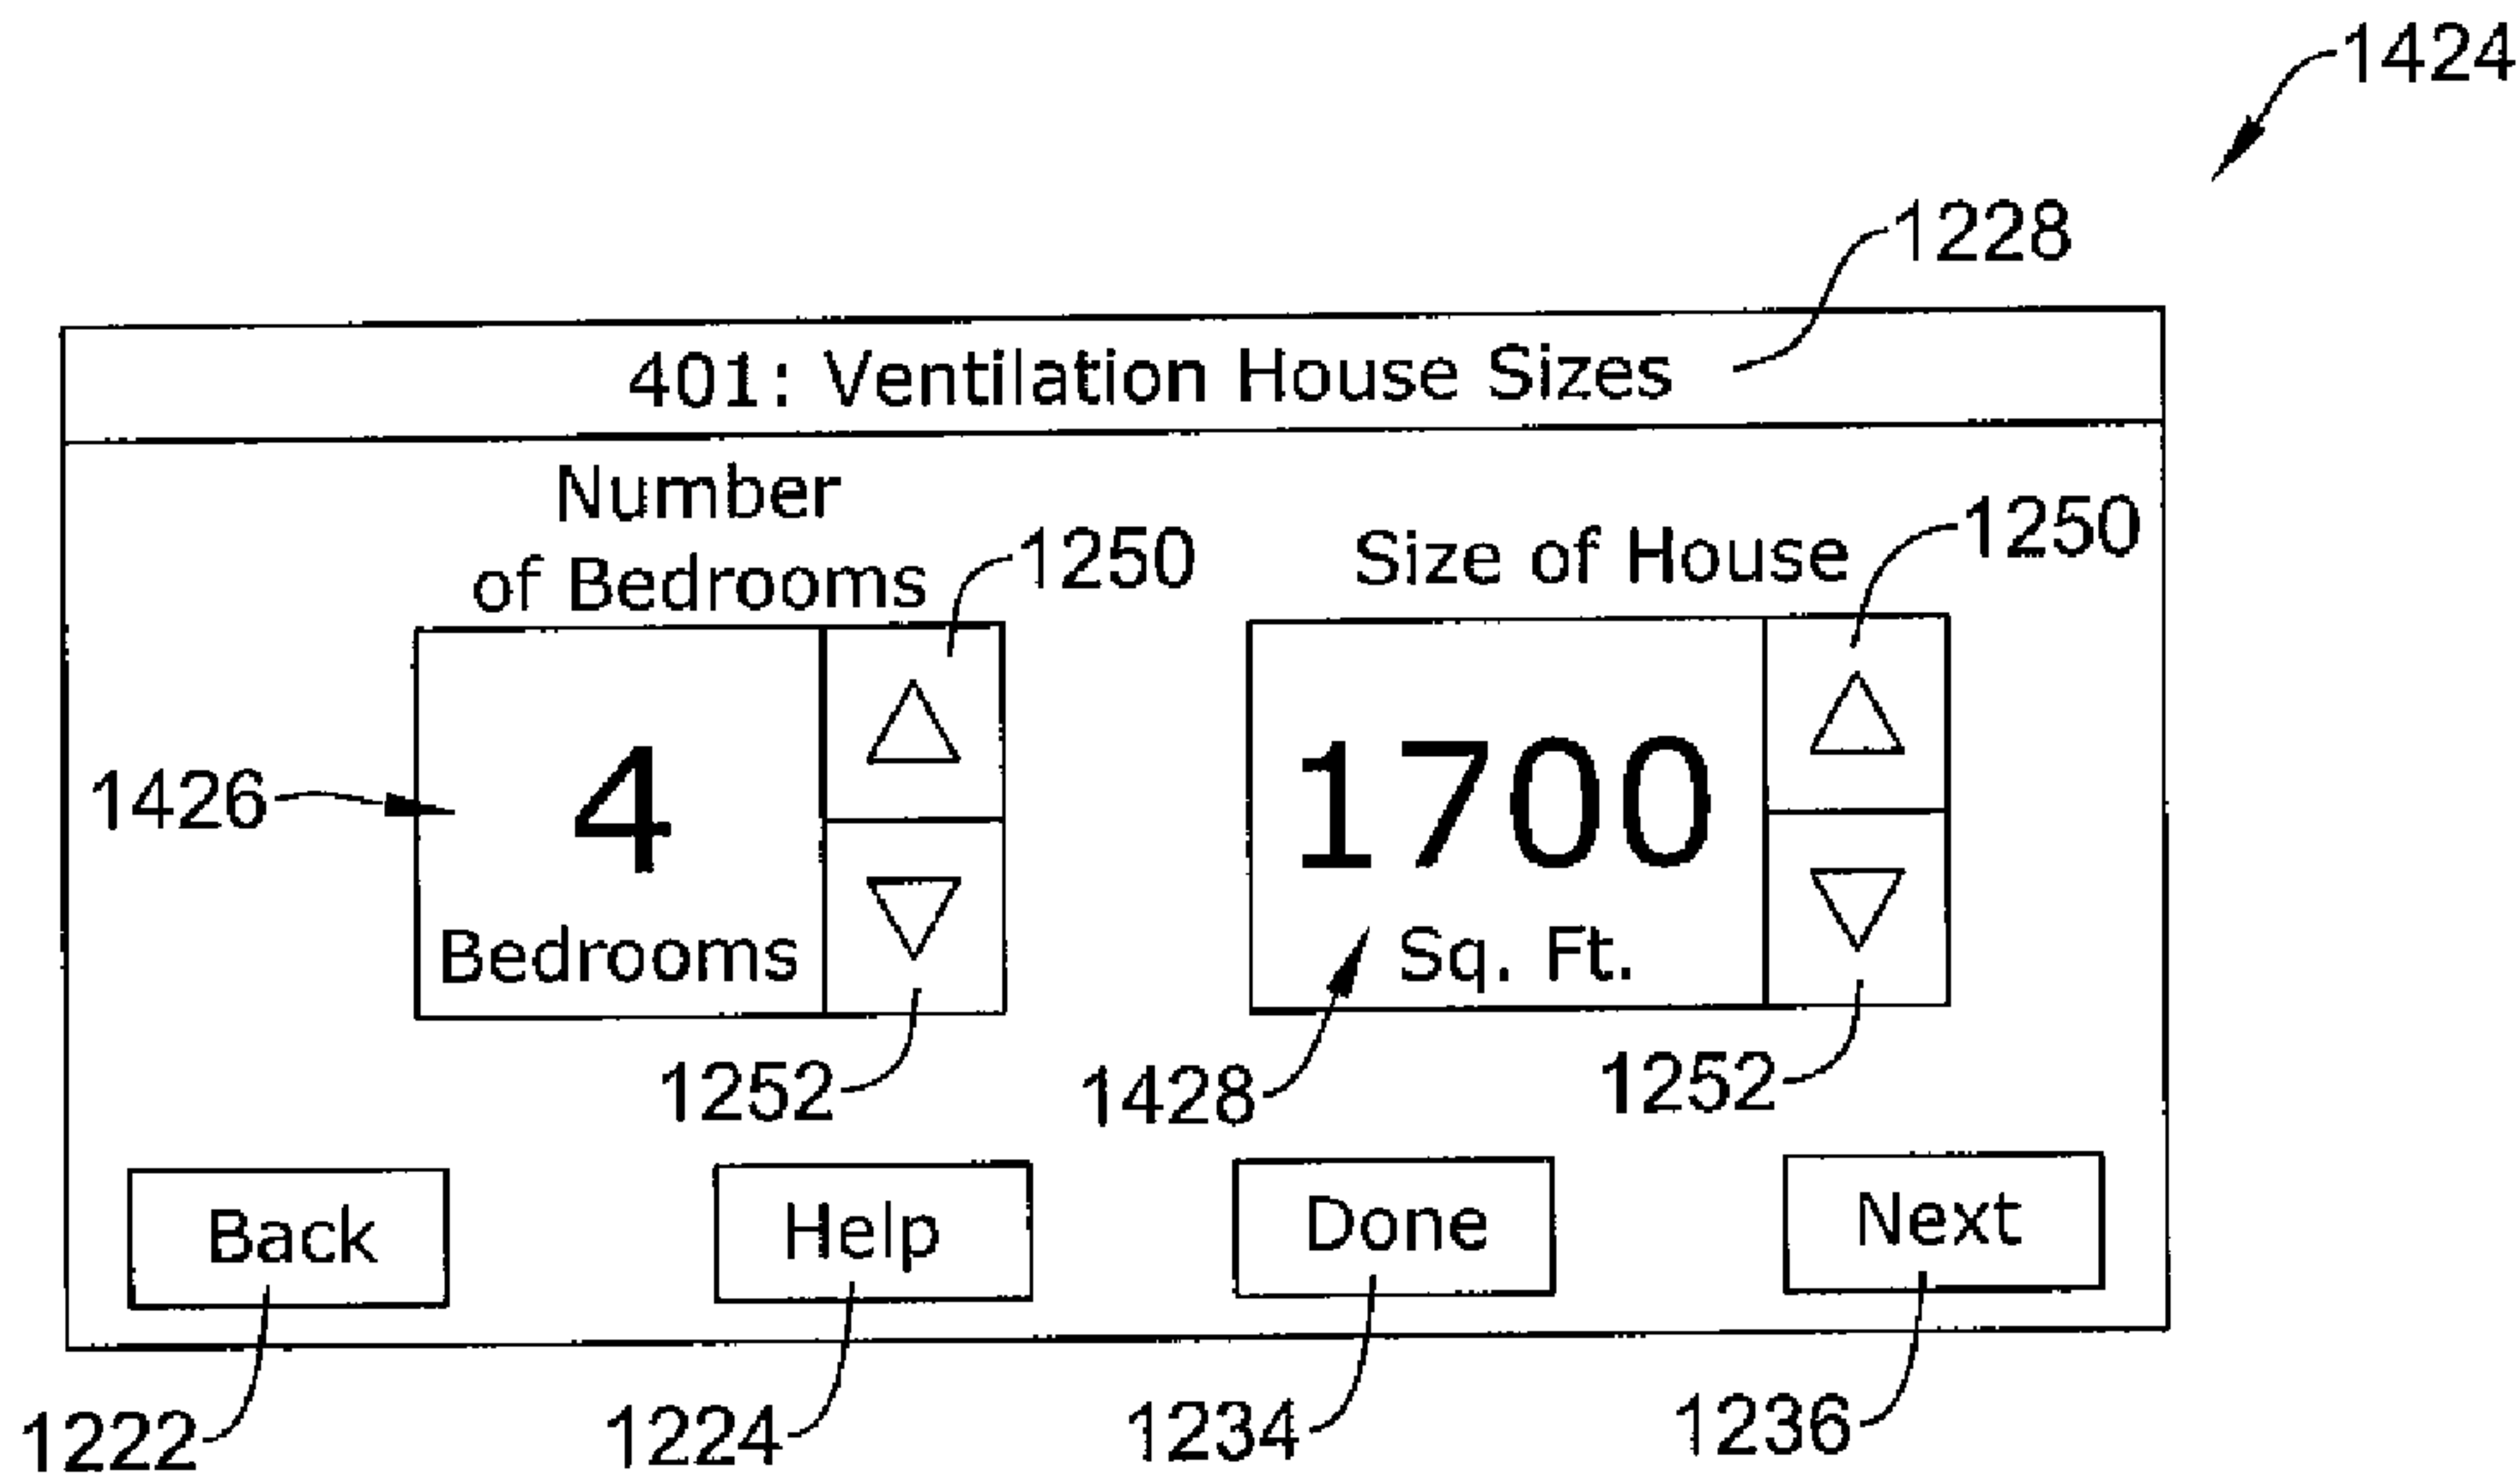 1424
1228
401: Ventilation House Sizes
Number
of Bedrooms
1250
Size of House
1250
1426
4
Bedrooms
1700
Sq. Ft.
1252
1428
1252
Back
Help
Done
Next
1222
1224
1234
1236